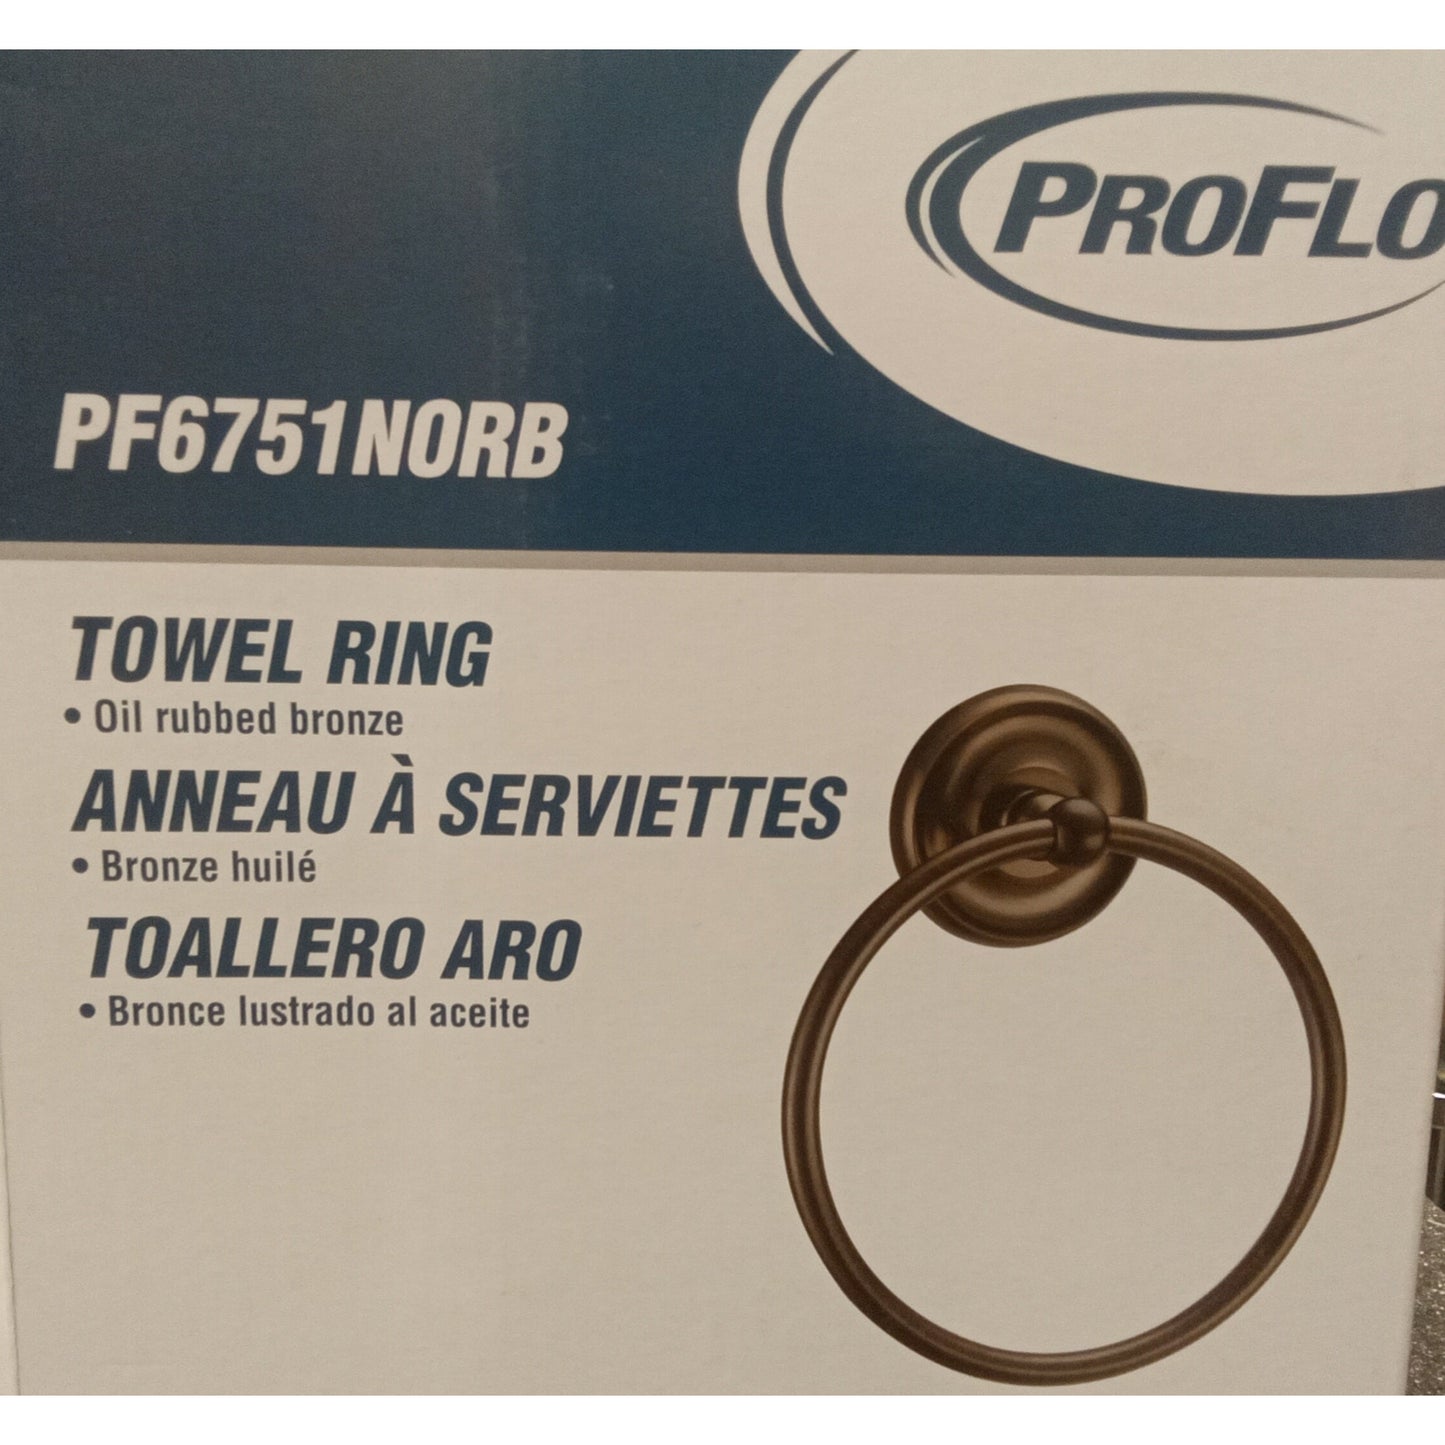 PROFLO
PF6751NORB
TOWEL RING
• Oil rubbed bronze
ANNEAU À SERVIETTES
• Bronze huilé
TOALLERO ARO
• Bronce lustrado al aceite